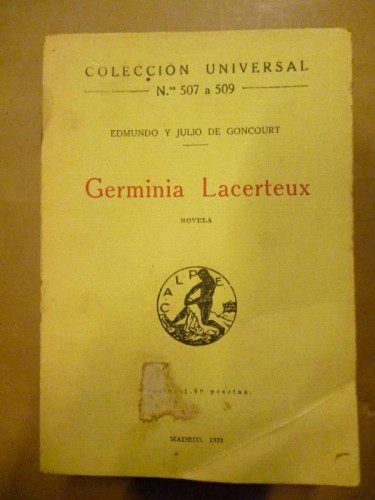 COLECCIÓN UNIVERSAL
N.os 507 a 509
EDMUNDO Y JULIO DE GONCOURT
Germinia Lacerteux
NOVELA
CALPE
pesetas.
MADRID, 1921